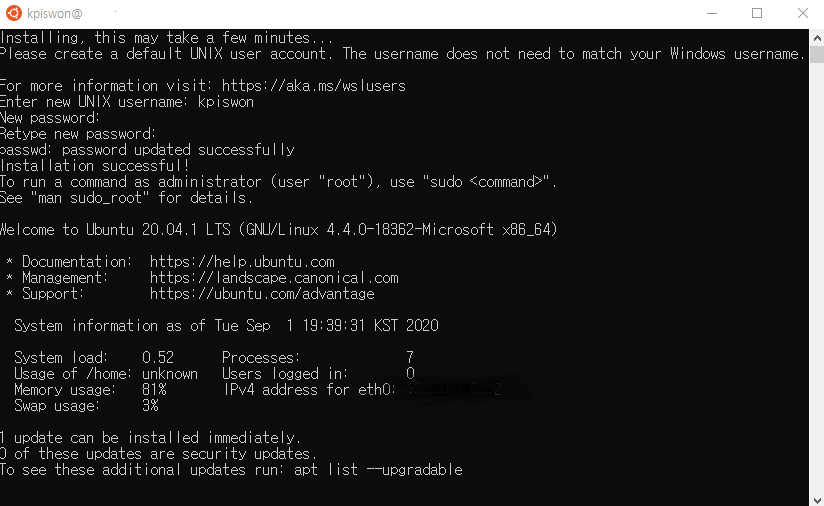 kpiswon@
Installing, this may take a few minutes...
Please create a default UNIX user account. The username does not need to match your Windows username.
For more information visit: https://aka.ms/wslusers
Enter new UNIX username: kpiswon
New password:
Retype new password:
passwd: password updated successfully
Installation successful!
To run a command as administrator (user "root"), use "sudo <command>".
See "man sudo_root" for details.
Welcome to Ubuntu 20.04.1 LTS (GNU/Linux 4.4.0-18362-Microsoft x86_64)
* Documentation:  https://help.ubuntu.com
* Management:     https://landscape.canonical.com
* Support:        https://ubuntu.com/advantage
System information as of Tue Sep  1 19:39:31 KST 2020
System load:    0.52      Processes:             7
Usage of /home: unknown   Users logged in:       0
Memory usage:   81%       IPv4 address for eth0:
Swap usage:     3%
1 update can be installed immediately.
0 of these updates are security updates.
To see these additional updates run: apt list --upgradable